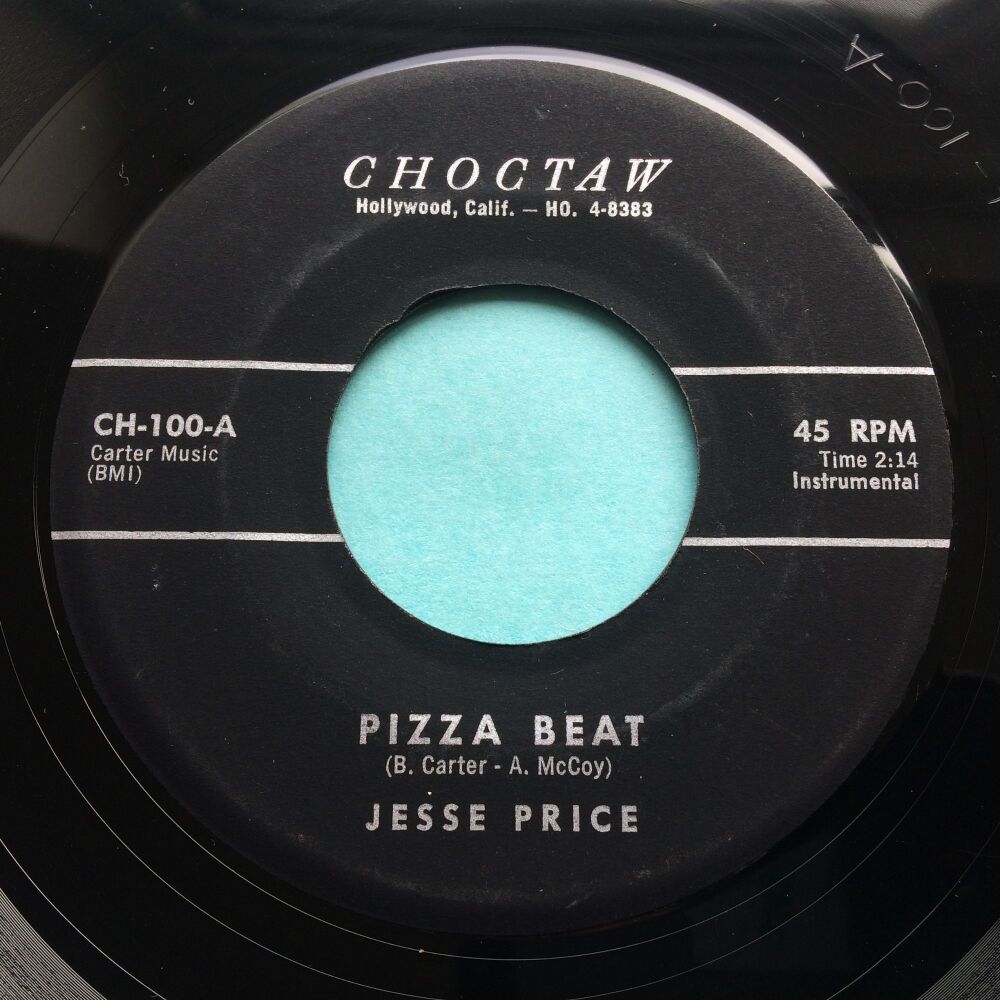 CHOCTAW
Hollywood, Calif. — HO. 4-8383
CH-100-A
Carter Music
(BMI)
45 RPM
Time 2:14
Instrumental
PIZZA BEAT
(B. Carter - A. McCoy)
JESSE PRICE
100-A